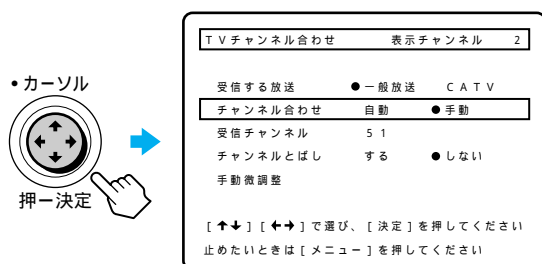 TVチャンネル合わせ 表示チャンネル 2
•カーソル
受信する放送 ●一般放送 CATV
チャンネル合わせ 自動 ●手動
受信チャンネル 51
チャンネルとばし する ●しない
手動微調整
押ー決定
[↑↓][←→]で選び、[決定]を押してください
止めたいときは[メニュー]を押してください